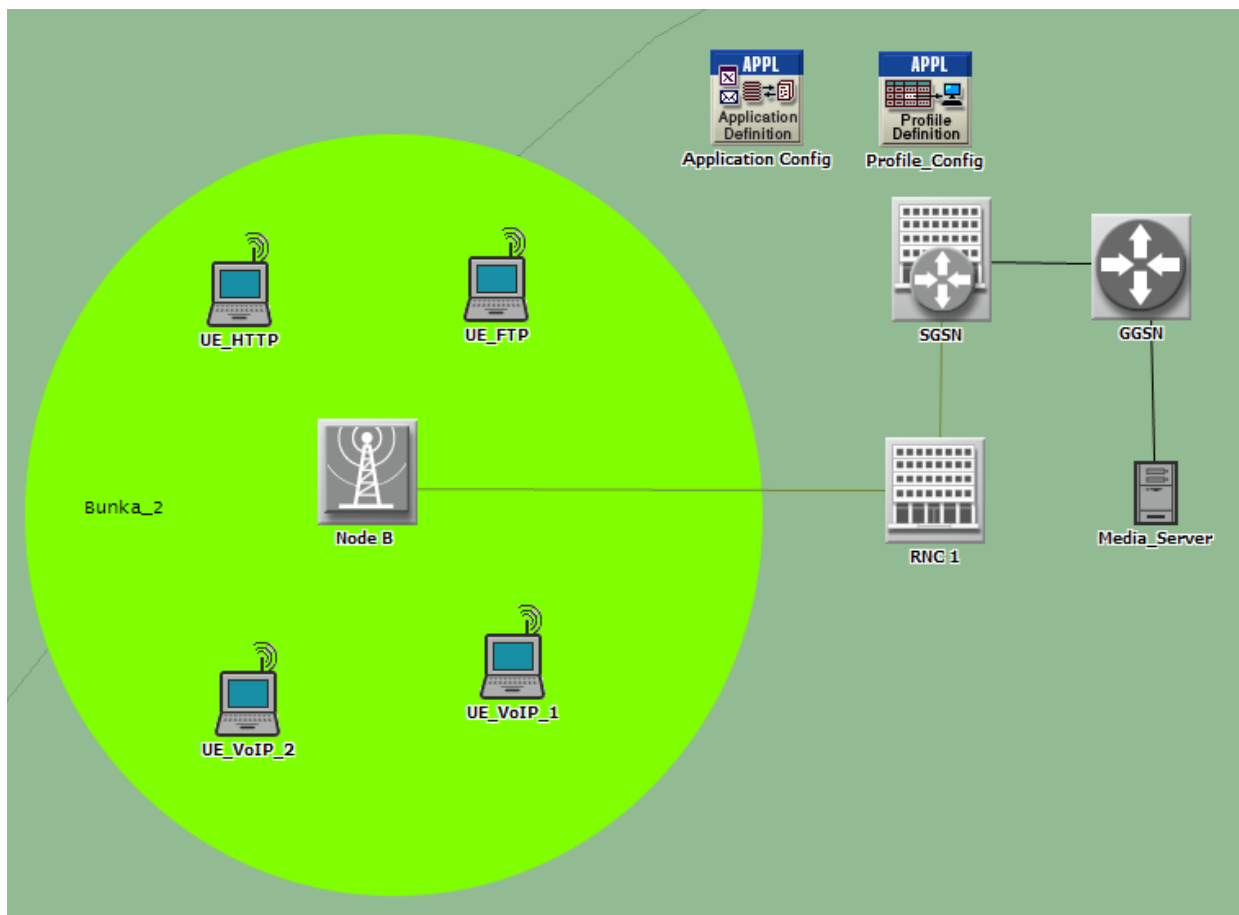 APPL
Application
Definition
Application Config
APPL
Profiile
Definition
Profile_Config
UE_HTTP
UE_FTP
SGSN
GGSN
Bunka_2
Node B
RNC 1
Media_Server
UE_VoIP_1
UE_VoIP_2